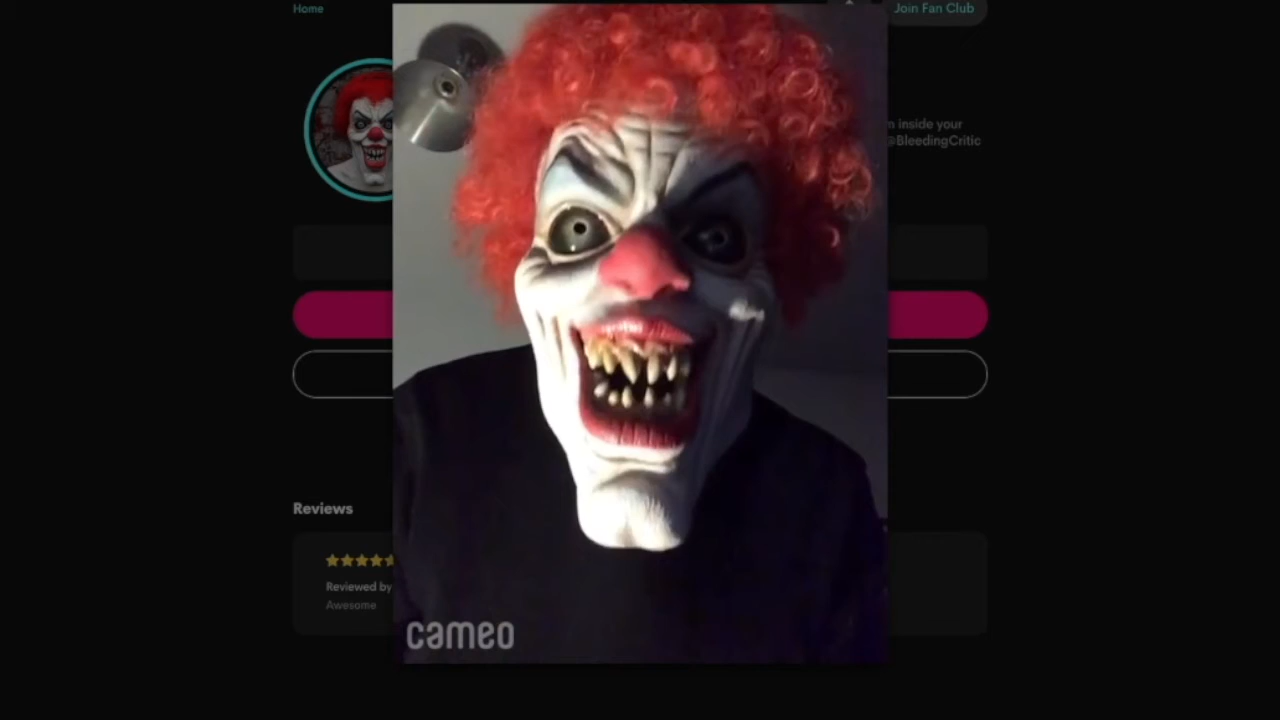 Home
Join Fan Club
n inside your
@BleedingCritic
Reviews
Reviewed by
Awesome
cameo